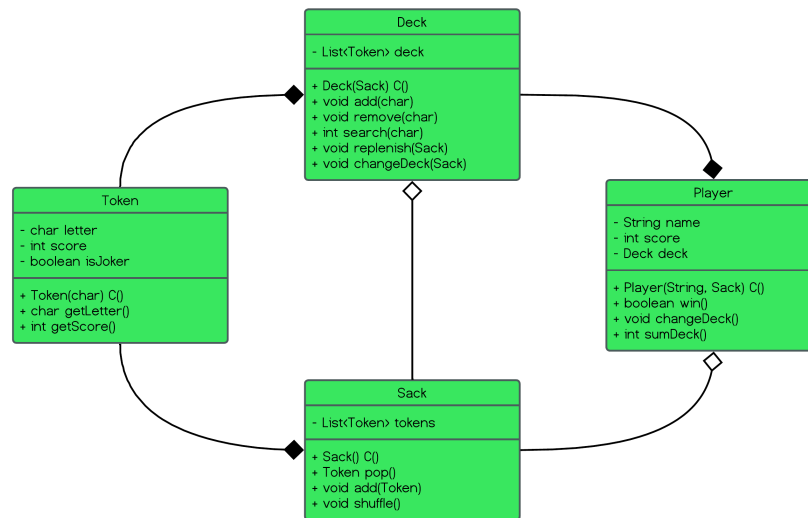 Deck
- List<Token> deck
+ Deck(Sack) C()
+ void add(char)
+ void remove(char)
+ int search(char)
+ void replenish(Sack)
+ void changeDeck(Sack)
Token
- char letter
- int score
- boolean isJoker
+ Token(char) C()
+ char getLetter()
+ int getScore()
Player
- String name
- int score
- Deck deck
+ Player(String, Sack) C()
+ boolean win()
+ void changeDeck()
+ int sumDeck()
Sack
- List<Token> tokens
+ Sack() C()
+ Token pop()
+ void add(Token)
+ void shuffle()